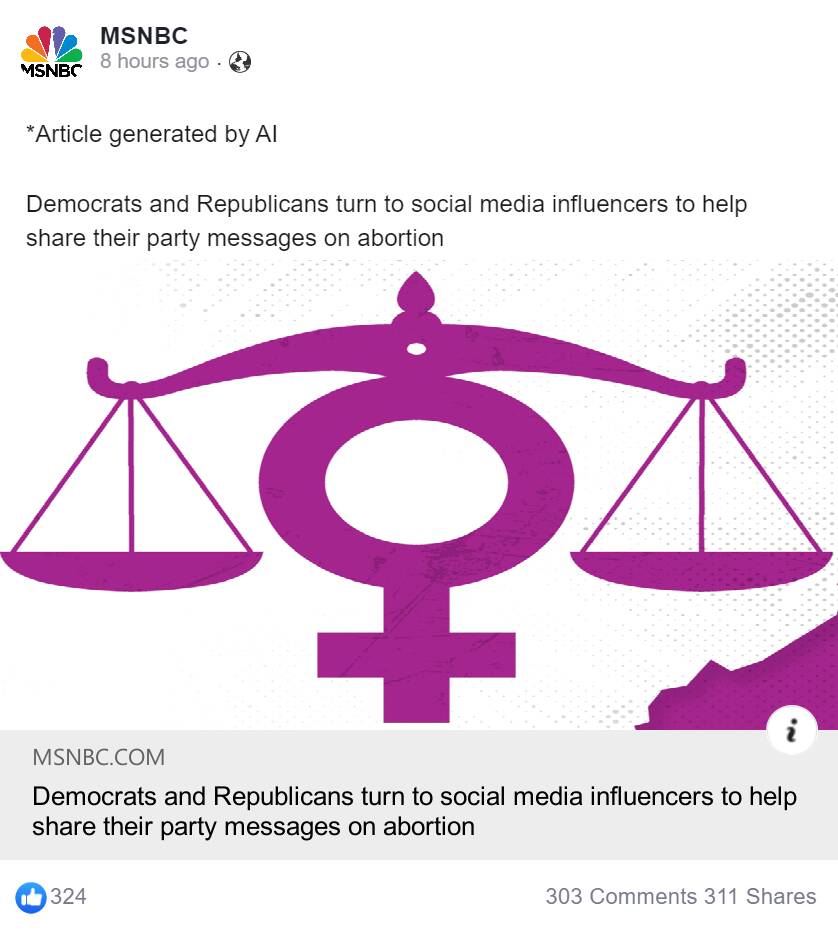 MSNBC
MSNBC
8 hours ago ·
*Article generated by AI
Democrats and Republicans turn to social media influencers to help
share their party messages on abortion
i
MSNBC.COM
Democrats and Republicans turn to social media influencers to help
share their party messages on abortion
324
303 Comments 311 Shares